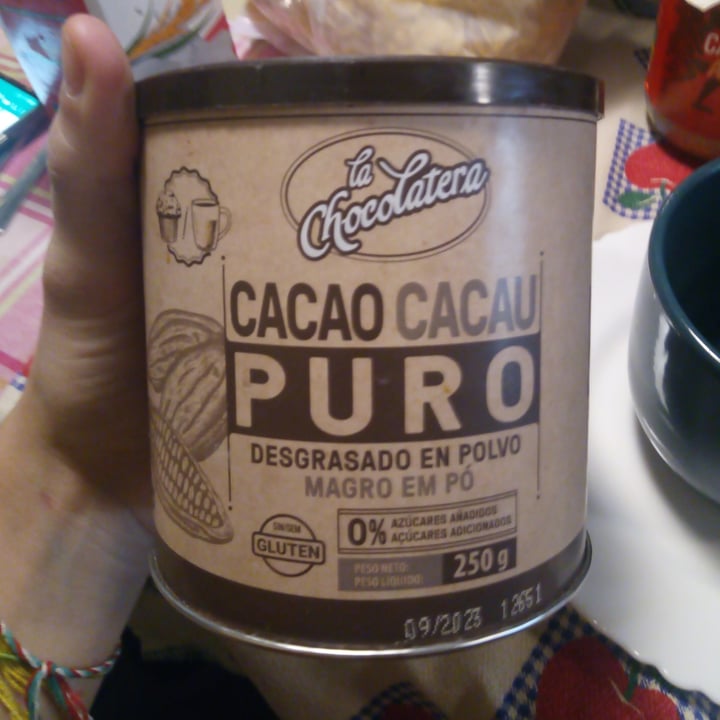 la
Chocolatera
CACAO CACAU
PURO
DESGRASADO EN POLVO
MAGRO EM PÓ
SIN/SEM
GLUTEN
0% AZÚCARES AÑADIDOS
AÇÚCARES ADICIONADOS
PESO NETO:
PESO LÍQUIDO:
250 g
09/2023 12651